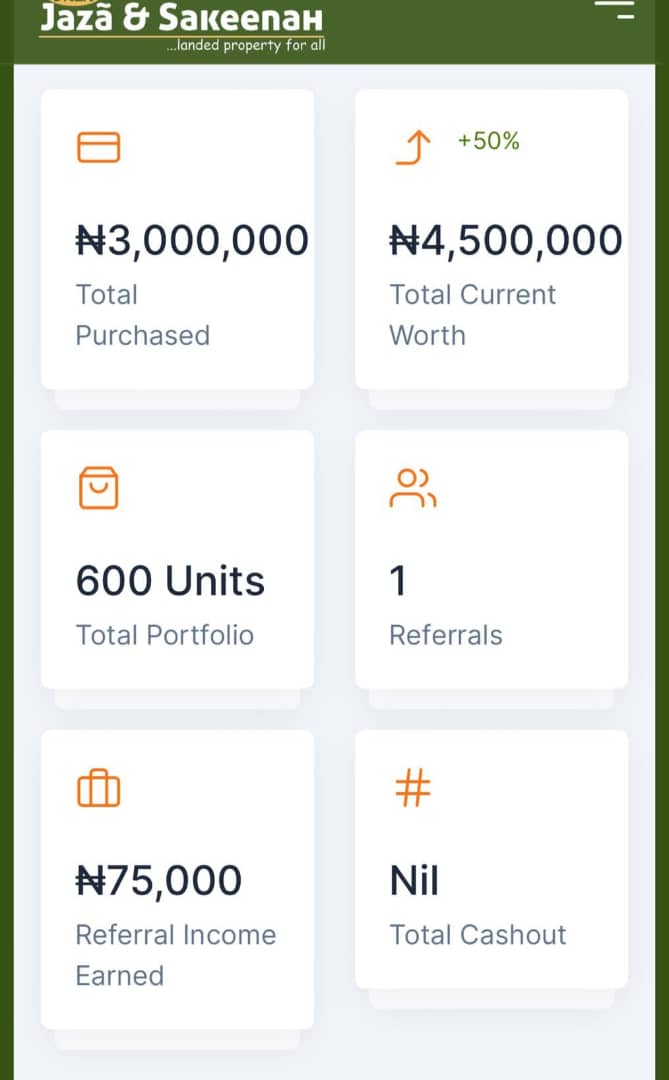 Jazã & Sakeenah
...landed property for all
₦3,000,000
Total
Purchased
+50%
₦4,500,000
Total Current
Worth
600 Units
Total Portfolio
1
Referrals
₦75,000
Referral Income
Earned
Nil
Total Cashout